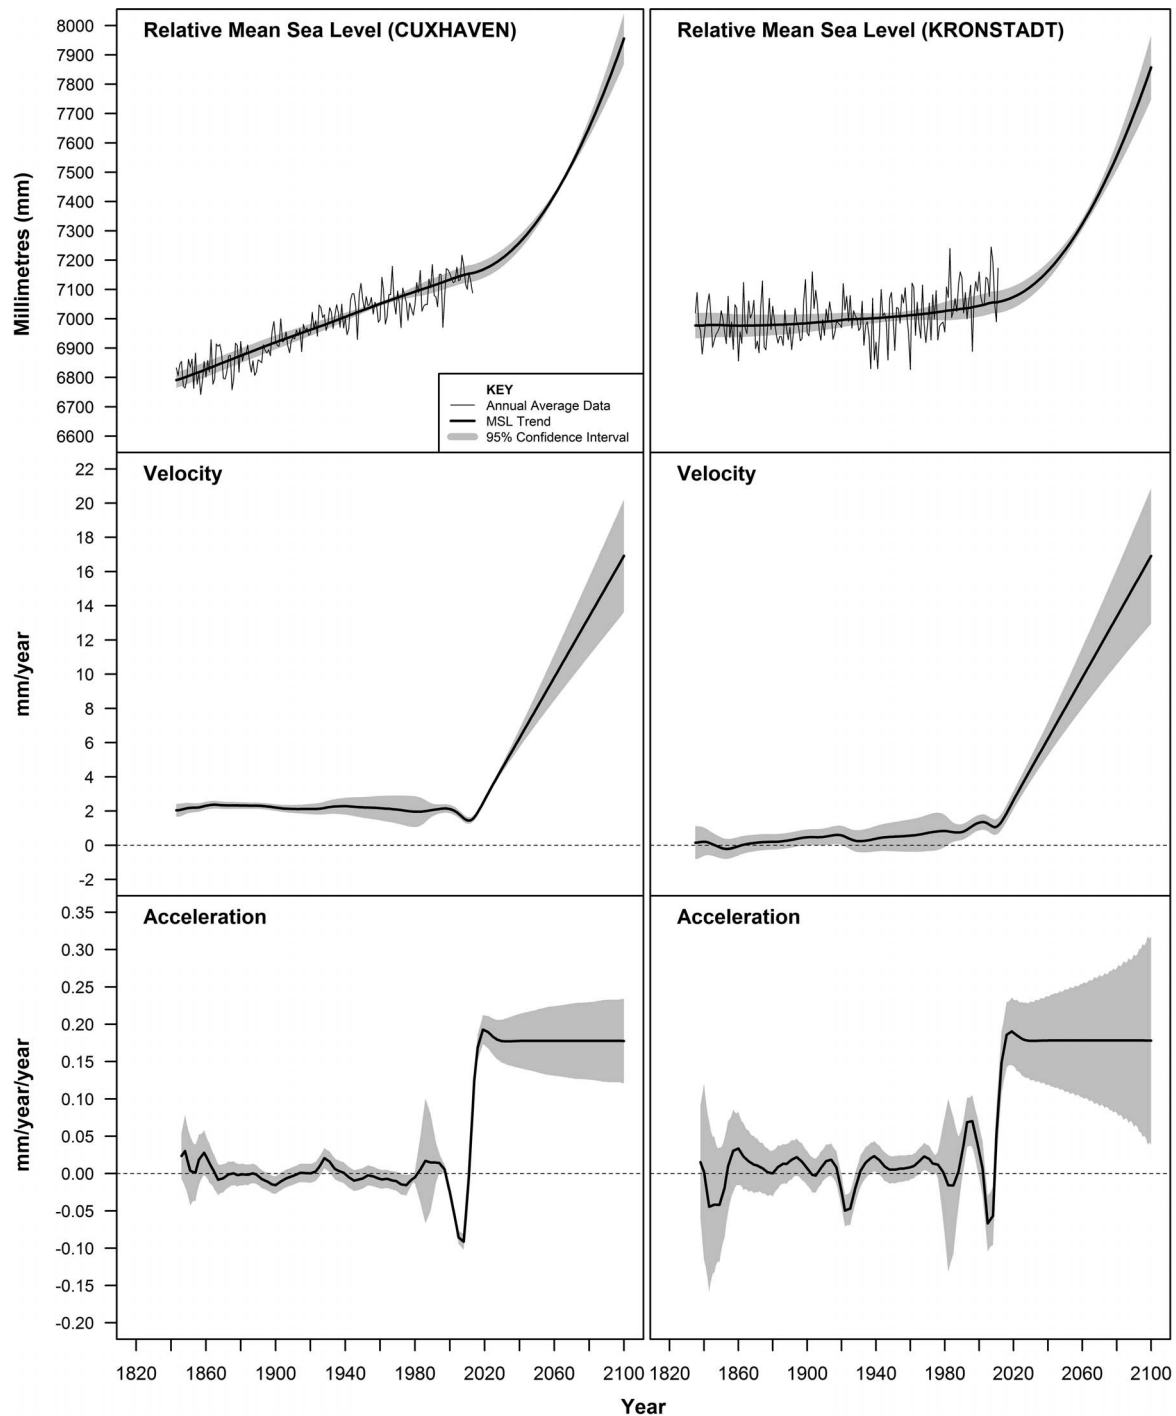 Relative Mean Sea Level (CUXHAVEN)
Relative Mean Sea Level (KRONSTADT)
8000
7900
7800
7700
7600
7500
7400
7300
7200
7100
7000
6900
6800
6700
6600
Millimetres (mm)
KEY
Annual Average Data
MSL Trend
95% Confidence Interval
Velocity
Velocity
22
20
18
16
14
12
10
8
6
4
2
0
-2
mm/year
Acceleration
Acceleration
0.35
0.30
0.25
0.20
0.15
0.10
0.05
0.00
-0.05
-0.10
-0.15
-0.20
mm/year/year
1820 1860 1900 1940 1980 2020 2060 2100
1820 1860 1900 1940 1980 2020 2060 2100
Year